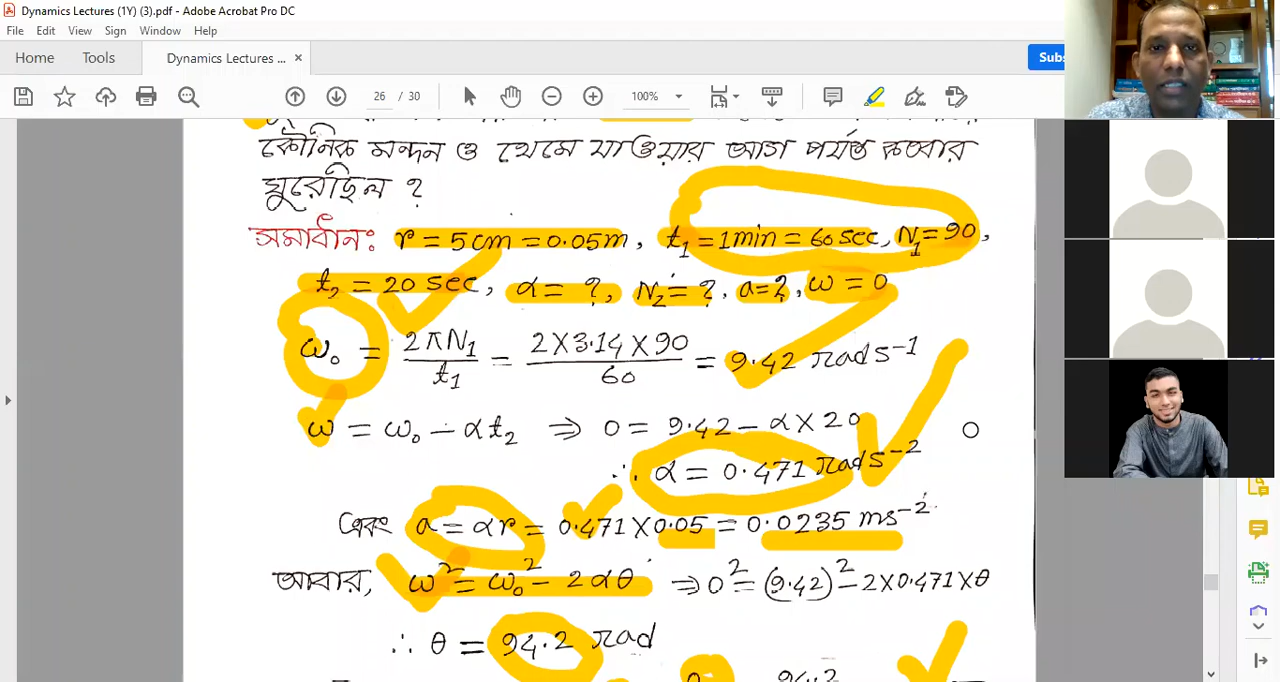 Dynamics Lectures (1Y) (3).pdf - Adobe Acrobat Pro DC
File Edit View Sign Window Help
Home Tools Dynamics Lectures ... × Subs
26 / 30 100%
কৌনিক মন্দন ও থেমে যাওয়ার আগ পর্যন্ত কতবার
ঘুরেছিল ?
সমাধান: r = 5 cm = 0.05 m, t₁ = 1 min = 60 sec, N₁ = 90,
t₂ = 20 sec, α = ?, N₂ = ?, a = ?, ω = 0
ω₀ = 2πN₁/t₁ = 2×3.14×90/60 = 9.42 rad s⁻¹
ω = ω₀ - αt₂ ⇒ 0 = 9.42 - α×20 0
∴ α = 0.471 rad s⁻²
এবং a = αr = 0.471×0.05 = 0.0235 ms⁻²
আবার, ω² = ω₀² - 2αθ ⇒ 0² = (9.42)² - 2×0.471×θ
∴ θ = 94.2 rad
94.2